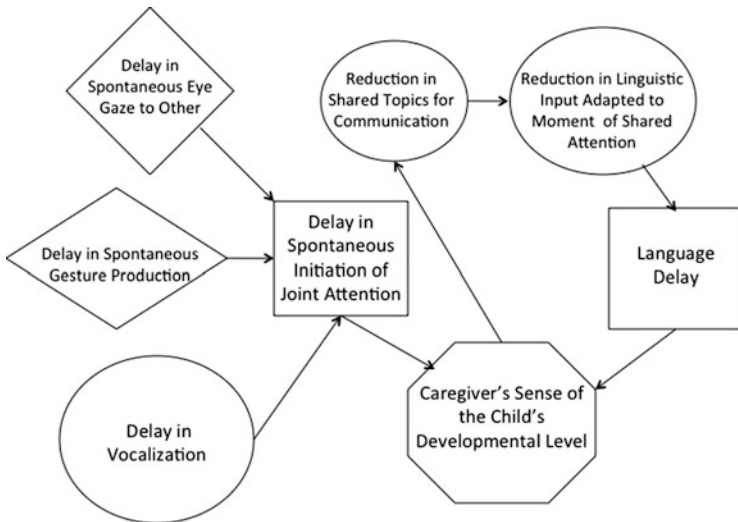 Delay in
Spontaneous Eye
Gaze to Other
Reduction in
Shared Topics for
Communication
Reduction in Linguistic
Input Adapted to
Moment of Shared
Attention
Delay in Spontaneous
Gesture Production
Delay in
Spontaneous
Initiation of
Joint Attention
Language
Delay
Delay in
Vocalization
Caregiver’s Sense of
the Child’s
Developmental Level